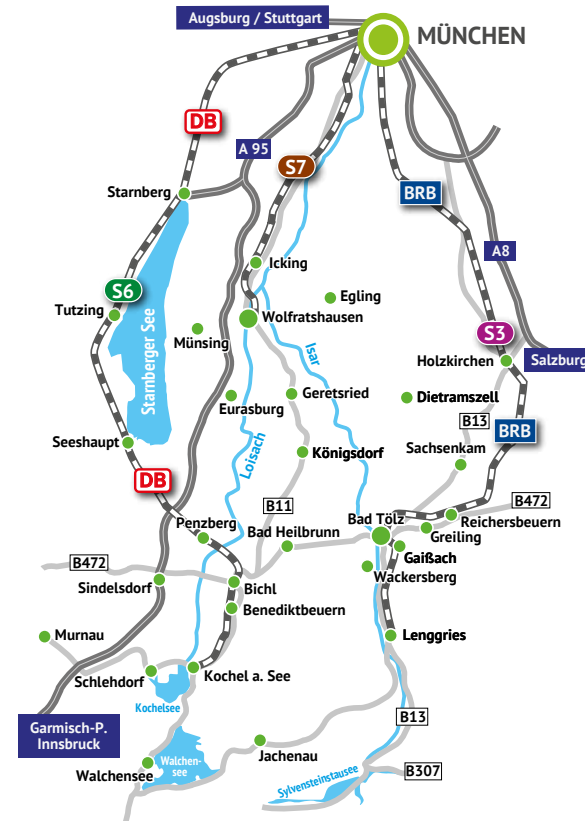 Augsburg / Stuttgart
MÜNCHEN
DB
A 95
S7
BRB
Starnberg
A8
Icking
S6
Egling
Tutzing
Wolfratshausen
Starnberger See
Münsing
Isar
S3
Holzkirchen
Salzburg
Geretsried
Dietramszell
Eurasburg
B13
BRB
Seeshaupt
Loisach
Königsdorf
Sachsenkam
DB
B11
B472
Penzberg
Bad Tölz
Reichersbeuern
Bad Heilbrunn
Greiling
B472
Gaißach
Sindelsdorf
Bichl
Wackersberg
Benediktbeuern
Murnau
Lenggries
Schlehdorf
Kochel a. See
Kochelsee
B13
Garmisch-P.
Innsbruck
Jachenau
Walchen-
see
Walchensee
Sylvensteinstausee
B307